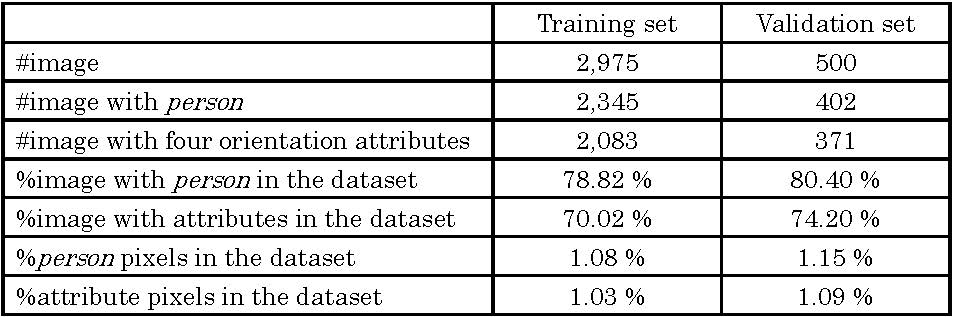 Training set Validation set
#image 2,975 500
#image with person 2,345 402
#image with four orientation attributes 2,083 371
%image with person in the dataset 78.82 % 80.40 %
%image with attributes in the dataset 70.02 % 74.20 %
%person pixels in the dataset 1.08 % 1.15 %
%attribute pixels in the dataset 1.03 % 1.09 %